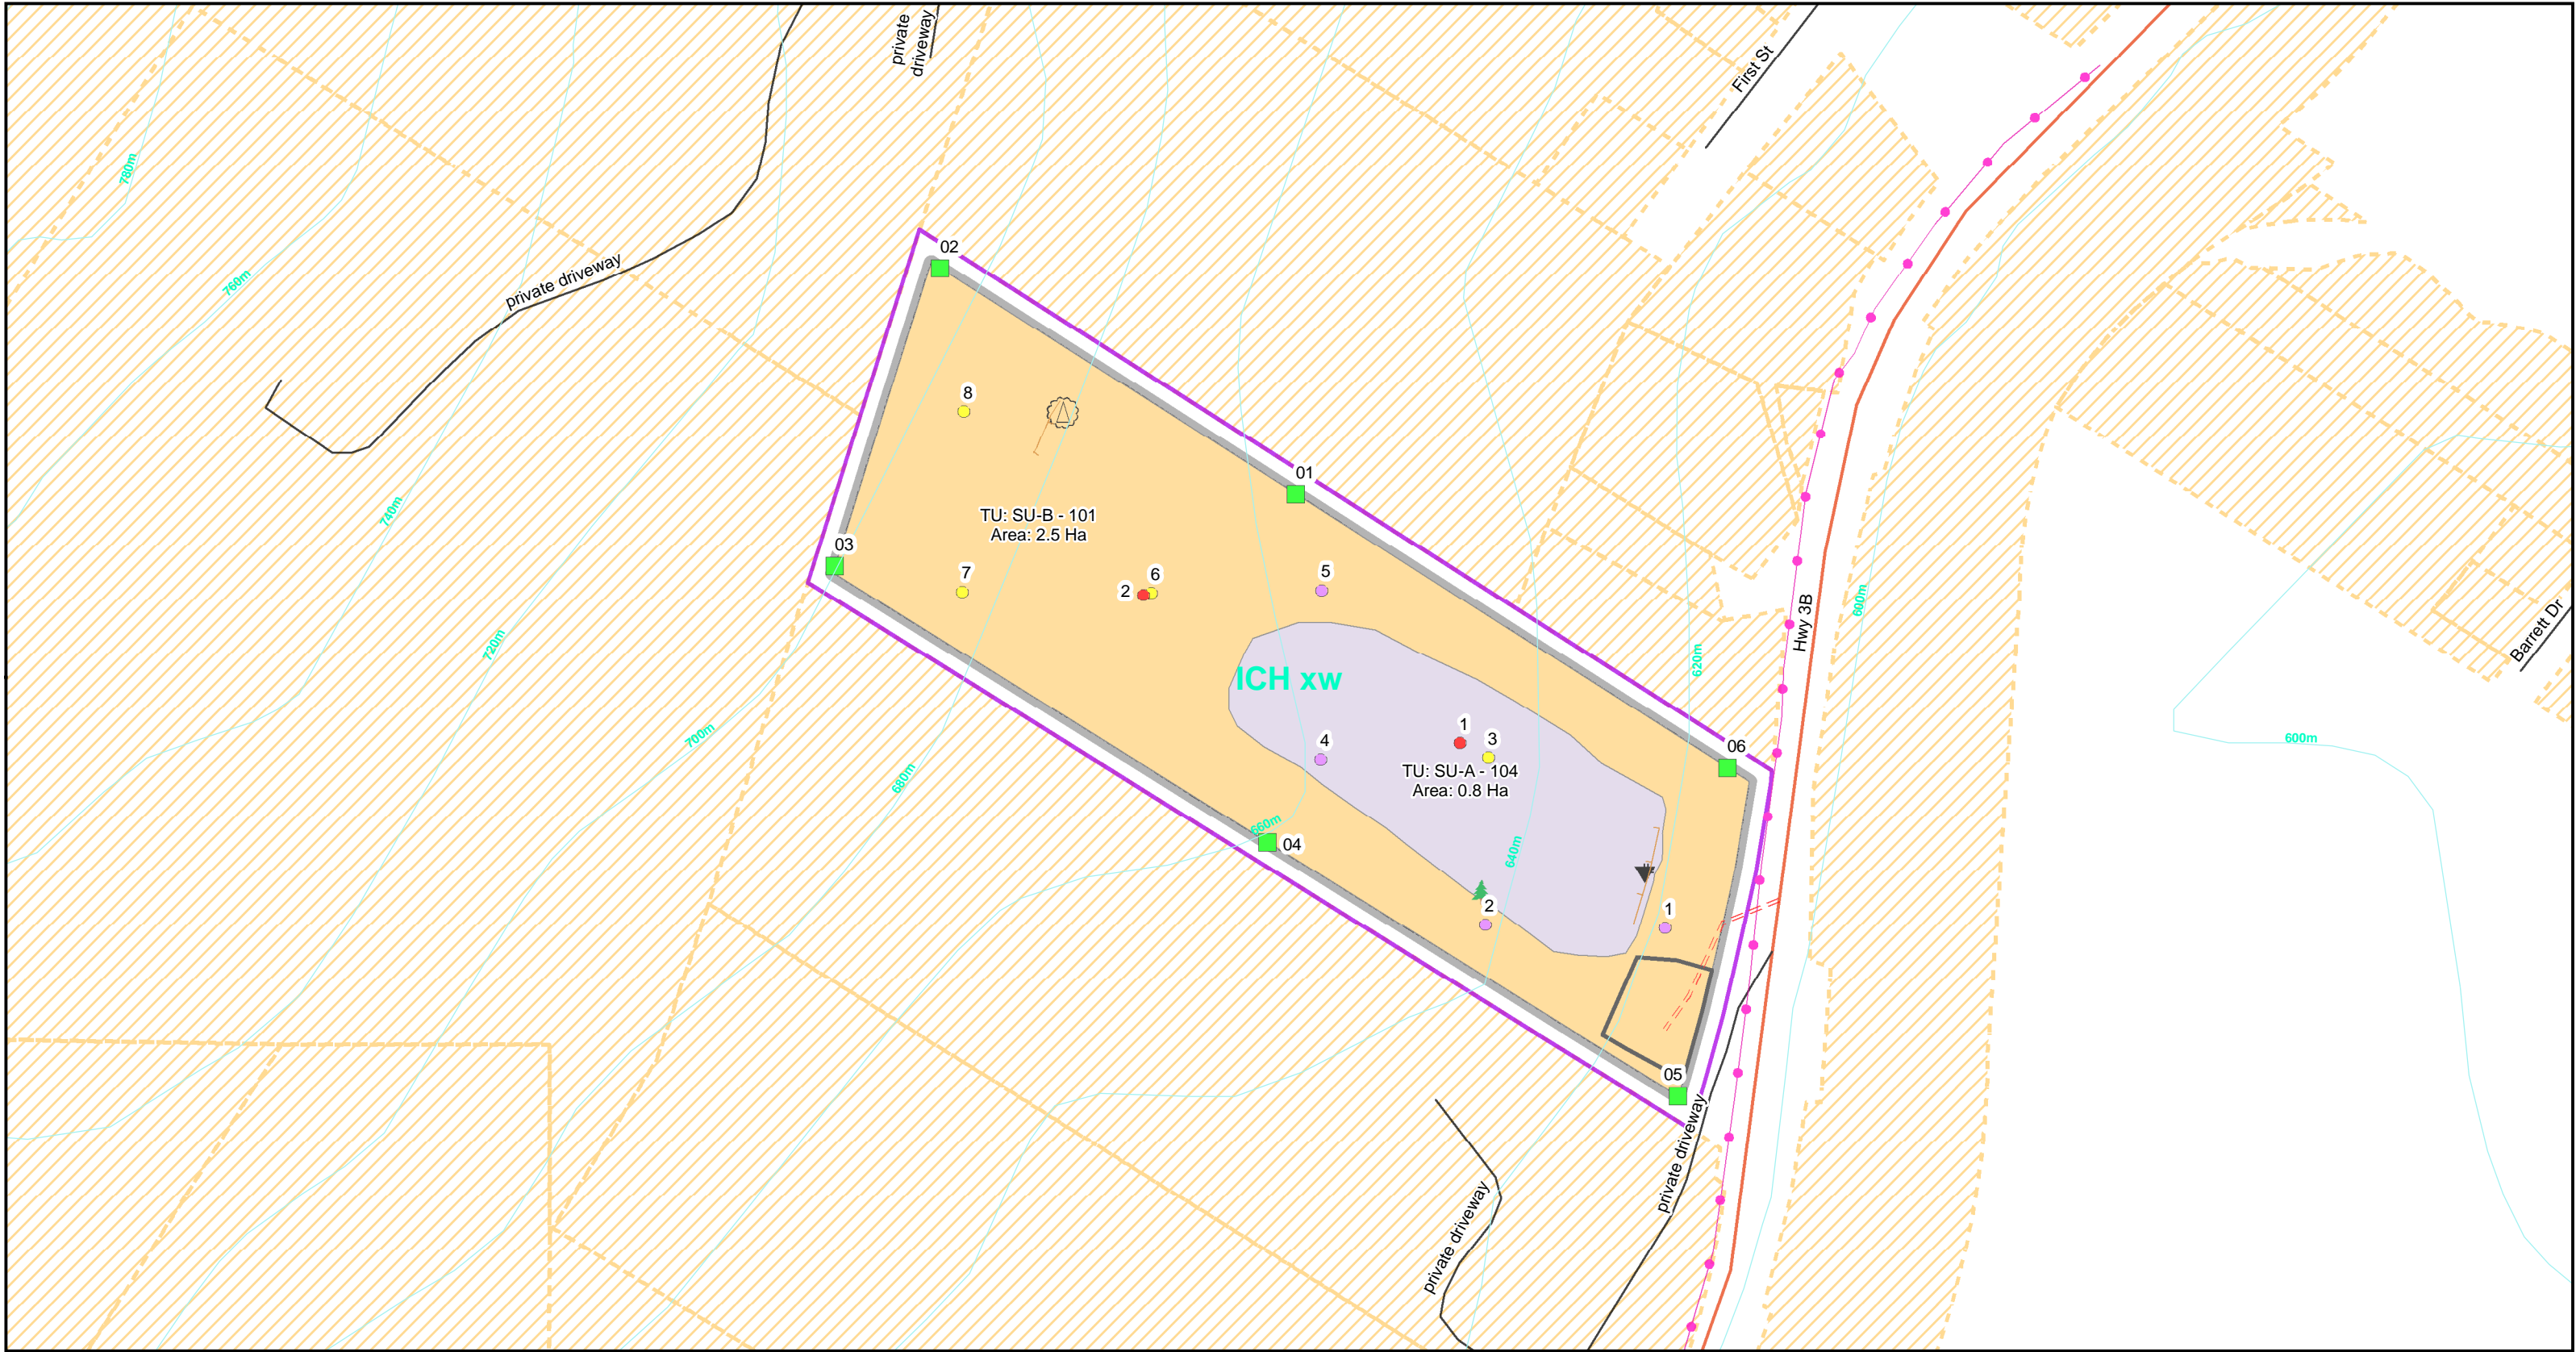 private
driveway
First St
780m
02
760m
private driveway
8
01
740m
TU: SU-B - 101
Area: 2.5 Ha
03
7
2
6
5
600m
Hwy 3B
Barrett Dr
720m
620m
ICH xw
700m
4
1
3
06
600m
TU: SU-A - 104
Area: 0.8 Ha
680m
660m
04
640m
2
1
05
private driveway
private driveway